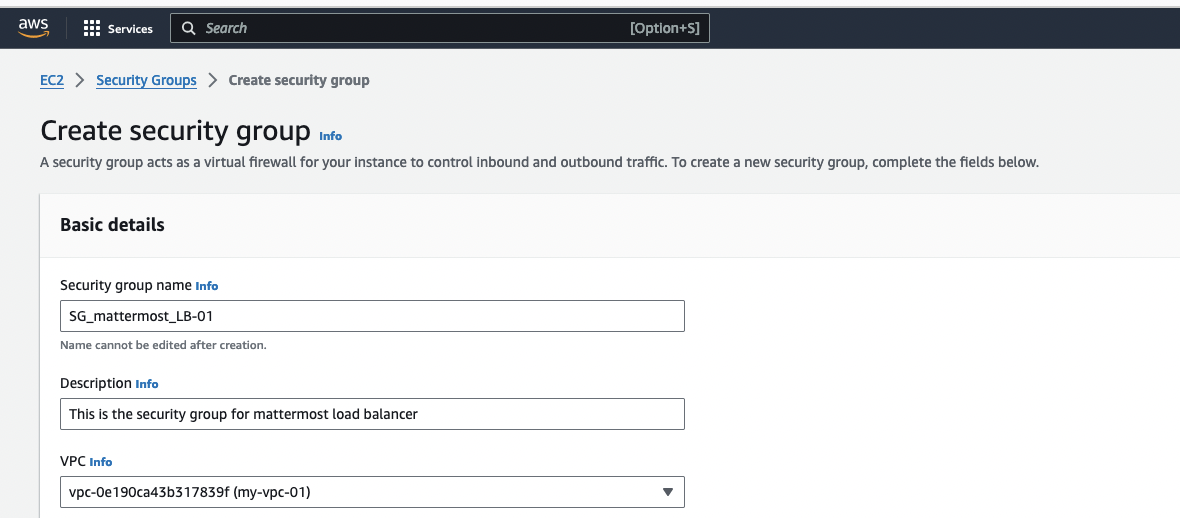 aws Services Search [Option+S]
EC2 > Security Groups > Create security group
Create security group Info
A security group acts as a virtual firewall for your instance to control inbound and outbound traffic. To create a new security group, complete the fields below.
Basic details
Security group name Info
SG_mattermost_LB-01
Name cannot be edited after creation.
Description Info
This is the security group for mattermost load balancer
VPC Info
vpc-0e190ca43b317839f (my-vpc-01)